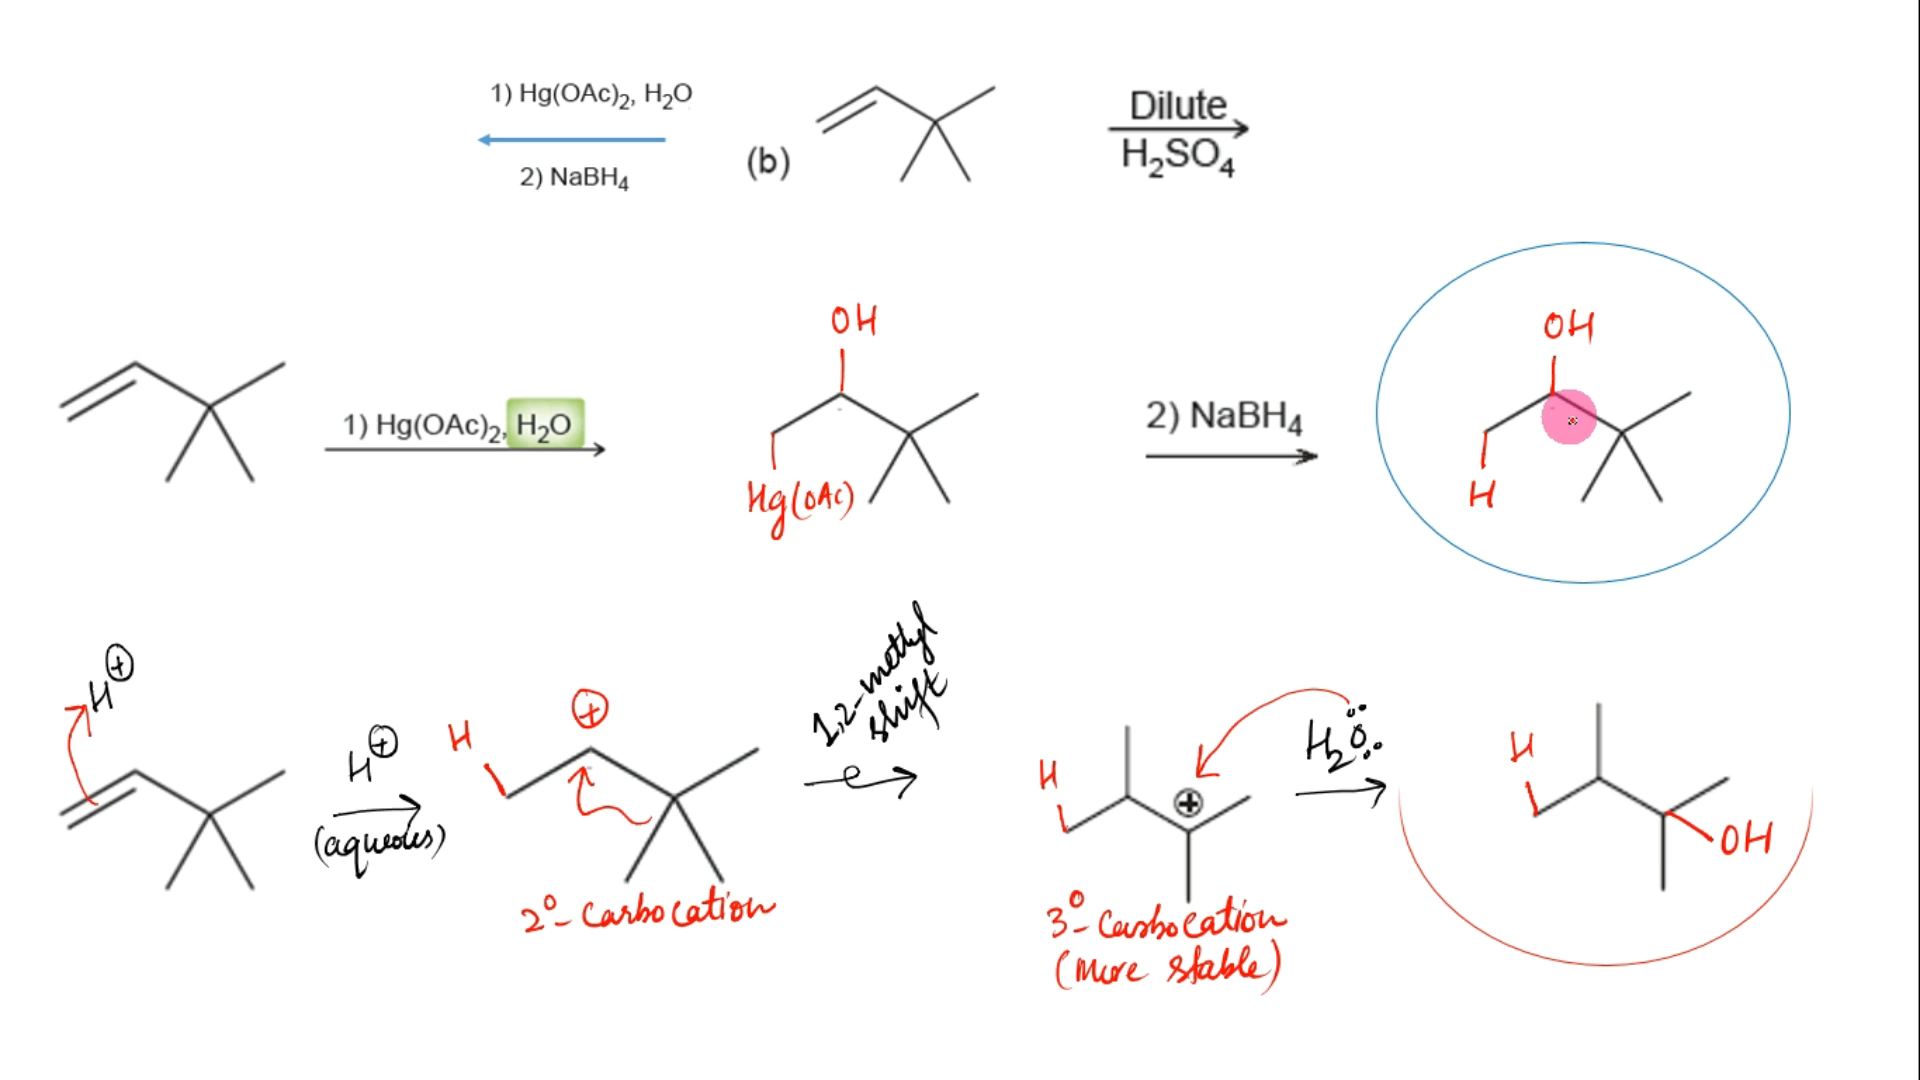 1) Hg(OAc)2, H2O
2) NaBH4
(b)
Dilute
H2SO4
OH
1) Hg(OAc)2, H2O
Hg(OAc)
2) NaBH4
OH
H
H⊕
H⊕
(aqueous)
H
⊕
2°- Carbocation
1,2-methyl
shift
H
⊕
3°- Carbocation
(More stable)
H2O
H
OH